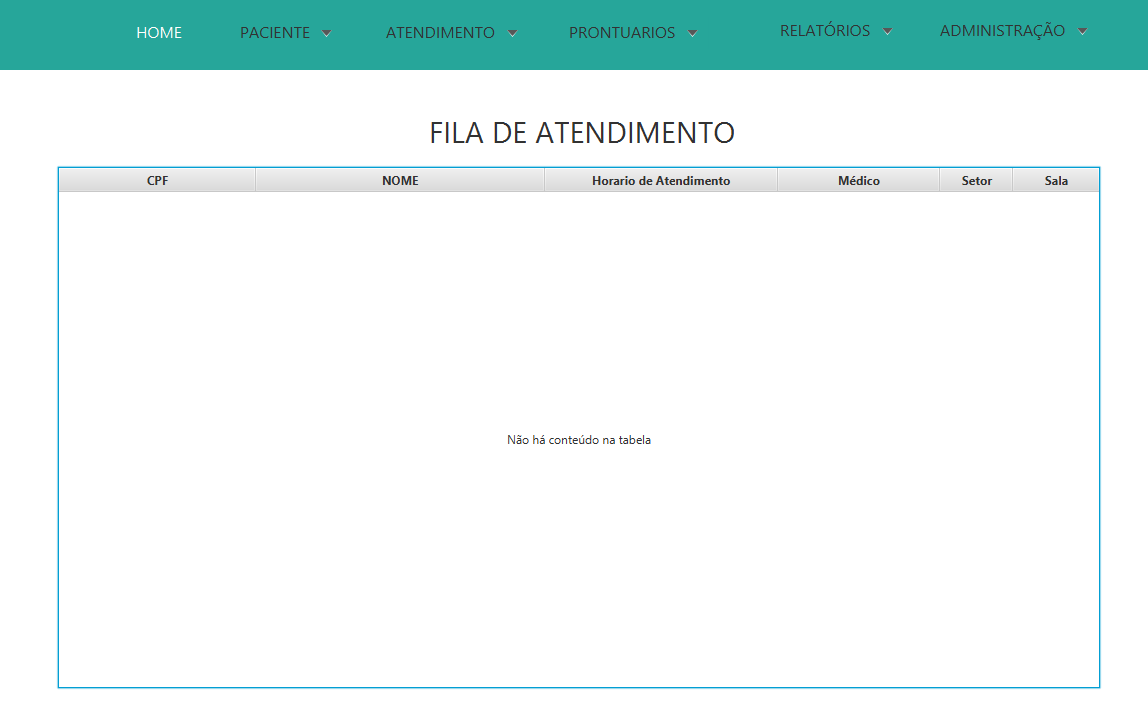 HOME PACIENTE ATENDIMENTO PRONTUARIOS RELATÓRIOS ADMINISTRAÇÃO
FILA DE ATENDIMENTO
CPF NOME Horario de Atendimento Médico Setor Sala
Não há conteúdo na tabela